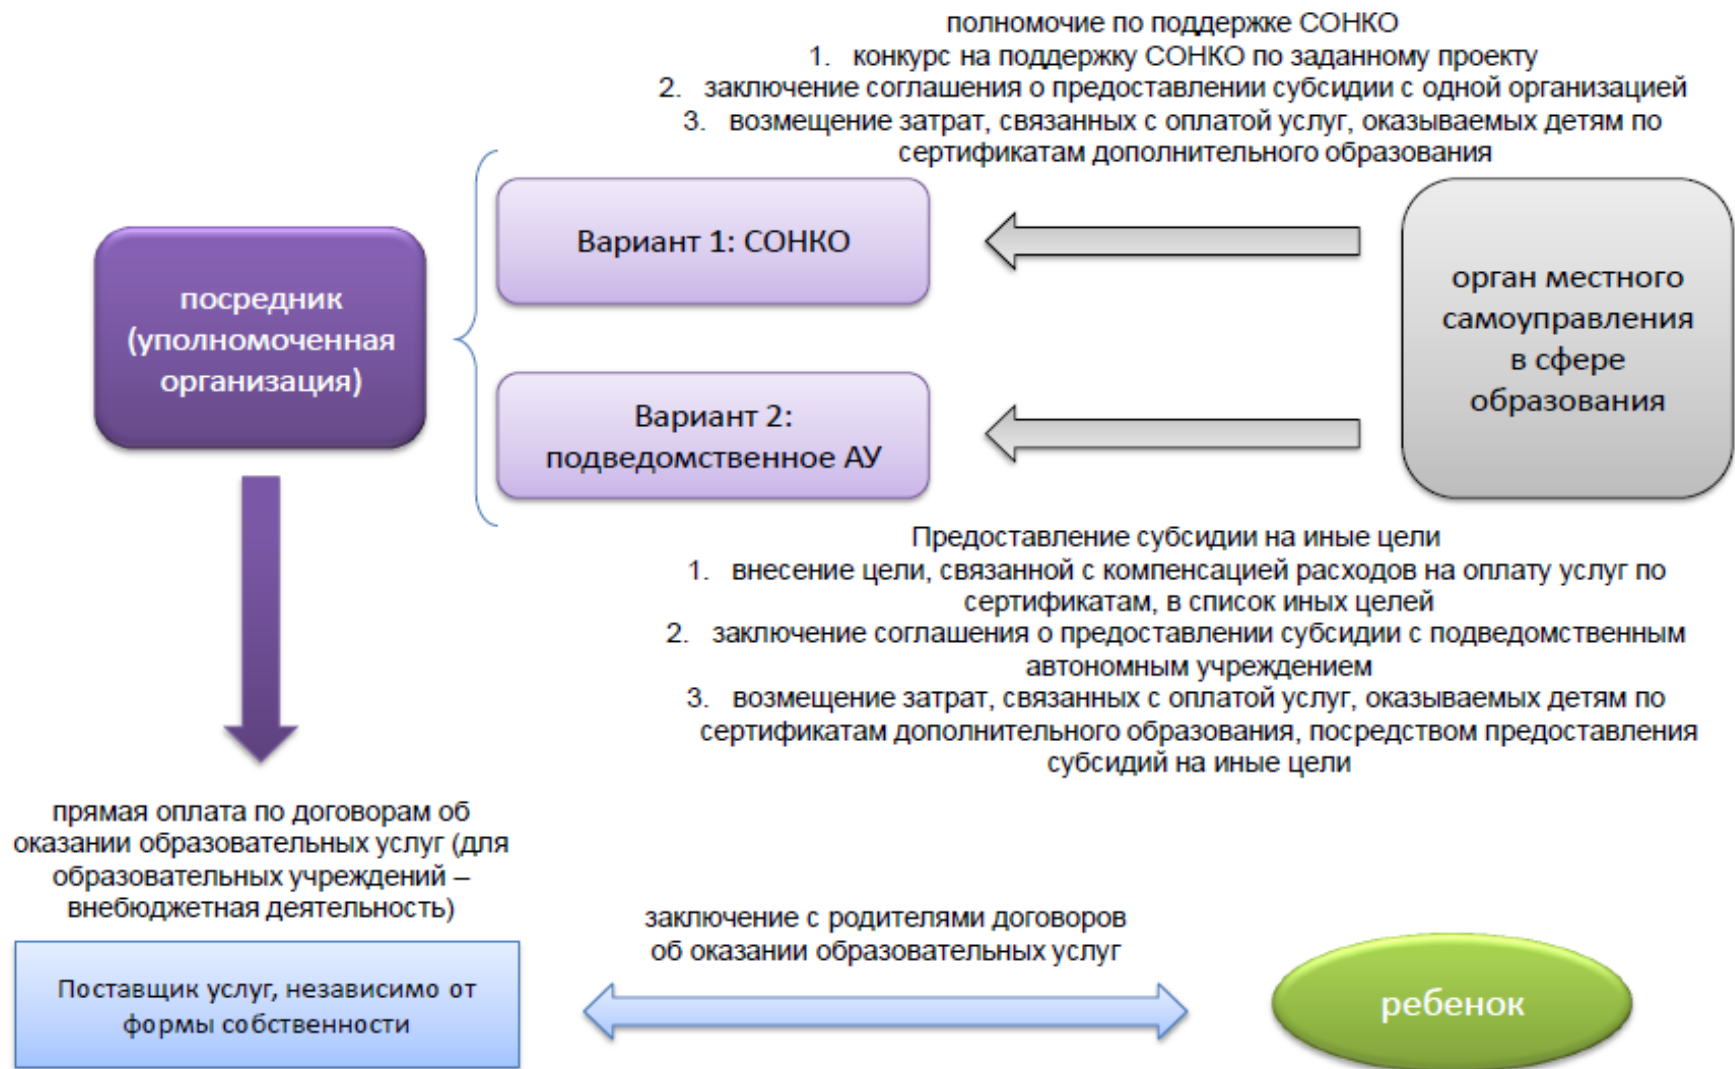 полномочие по поддержке СОНКО
1. конкурс на поддержку СОНКО по заданному проекту
2. заключение соглашения о предоставлении субсидии с одной организацией
3. возмещение затрат, связанных с оплатой услуг, оказываемых детям по
сертификатам дополнительного образования
посредник
(уполномоченная
организация)
Вариант 1: СОНКО
Вариант 2:
подведомственное АУ
орган местного
самоуправления
в сфере
образования
Предоставление субсидии на иные цели
1. внесение цели, связанной с компенсацией расходов на оплату услуг по
сертификатам, в список иных целей
2. заключение соглашения о предоставлении субсидии с подведомственным
автономным учреждением
3. возмещение затрат, связанных с оплатой услуг, оказываемых детям по
сертификатам дополнительного образования, посредством предоставления
субсидий на иные цели
прямая оплата по договорам об
оказании образовательных услуг (для
образовательных учреждений –
внебюджетная деятельность)
Поставщик услуг, независимо от
формы собственности
заключение с родителями договоров
об оказании образовательных услуг
ребенок